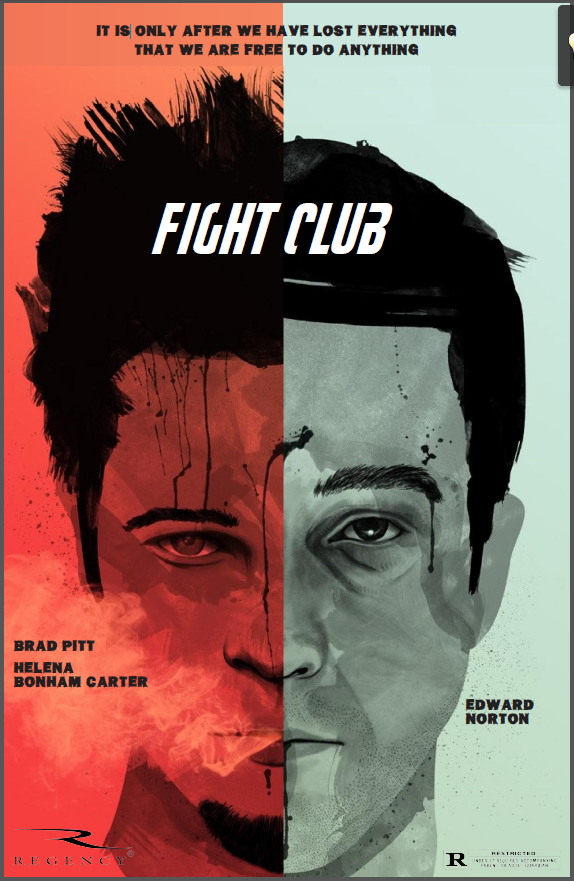 IT IS ONLY AFTER WE HAVE LOST EVERYTHING
THAT WE ARE FREE TO DO ANYTHING
FIGHT CLUB
BRAD PITT
HELENA
BONHAM CARTER
EDWARD
NORTON
REGENCY
R RESTRICTED